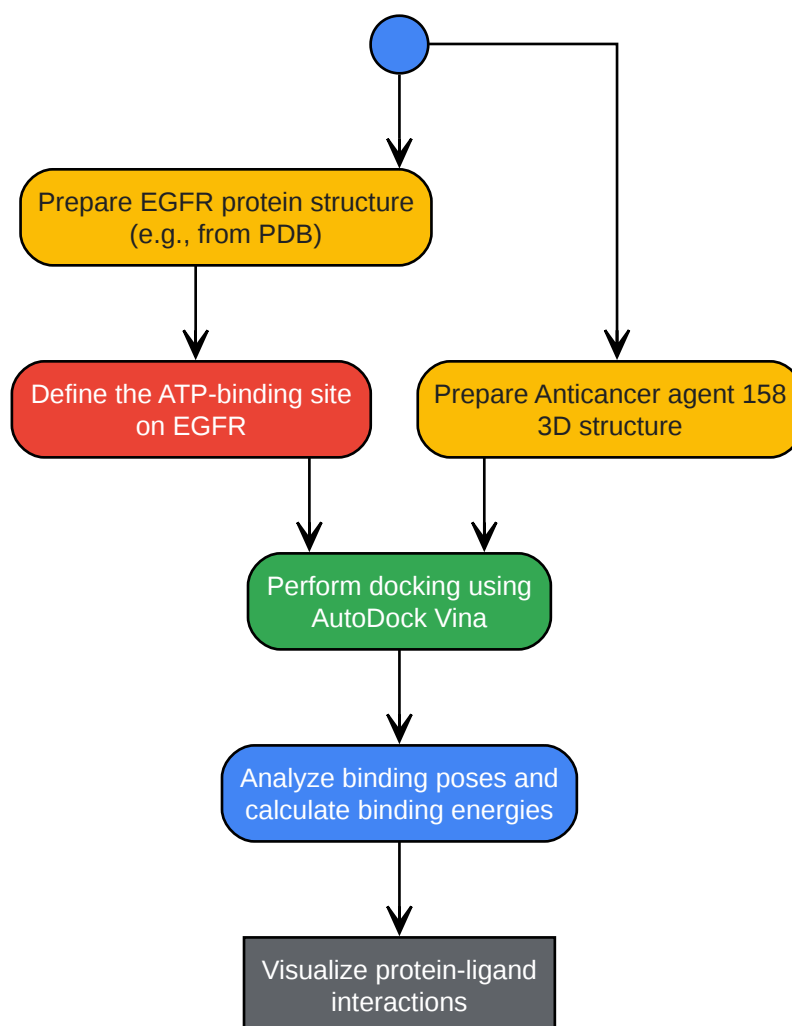 Prepare EGFR protein structure
(e.g., from PDB)
Define the ATP-binding site
on EGFR
Prepare Anticancer agent 158
3D structure
Perform docking using
AutoDock Vina
Analyze binding poses and
calculate binding energies
Visualize protein-ligand
interactions